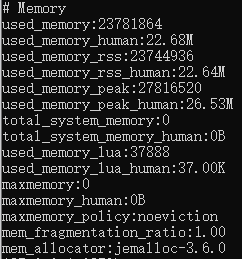 # Memory
used_memory:23781864
used_memory_human:22.68M
used_memory_rss:23744936
used_memory_rss_human:22.64M
used_memory_peak:27816520
used_memory_peak_human:26.53M
total_system_memory:0
total_system_memory_human:0B
used_memory_lua:37888
used_memory_lua_human:37.00K
maxmemory:0
maxmemory_human:0B
maxmemory_policy:noeviction
mem_fragmentation_ratio:1.00
mem_allocator:jemalloc-3.6.0